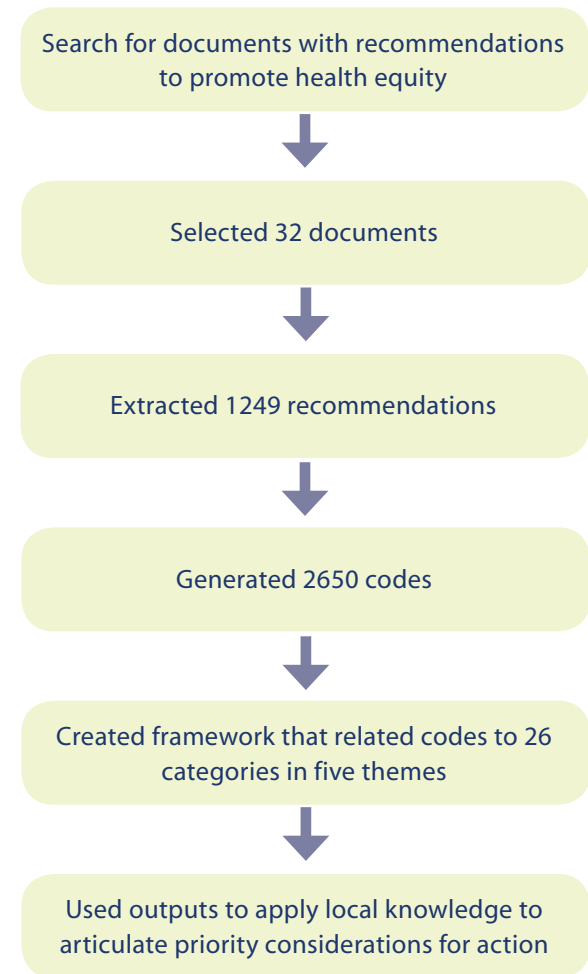 Search for documents with recommendations
to promote health equity
Selected 32 documents
Extracted 1249 recommendations
Generated 2650 codes
Created framework that related codes to 26
categories in five themes
Used outputs to apply local knowledge to
articulate priority considerations for action